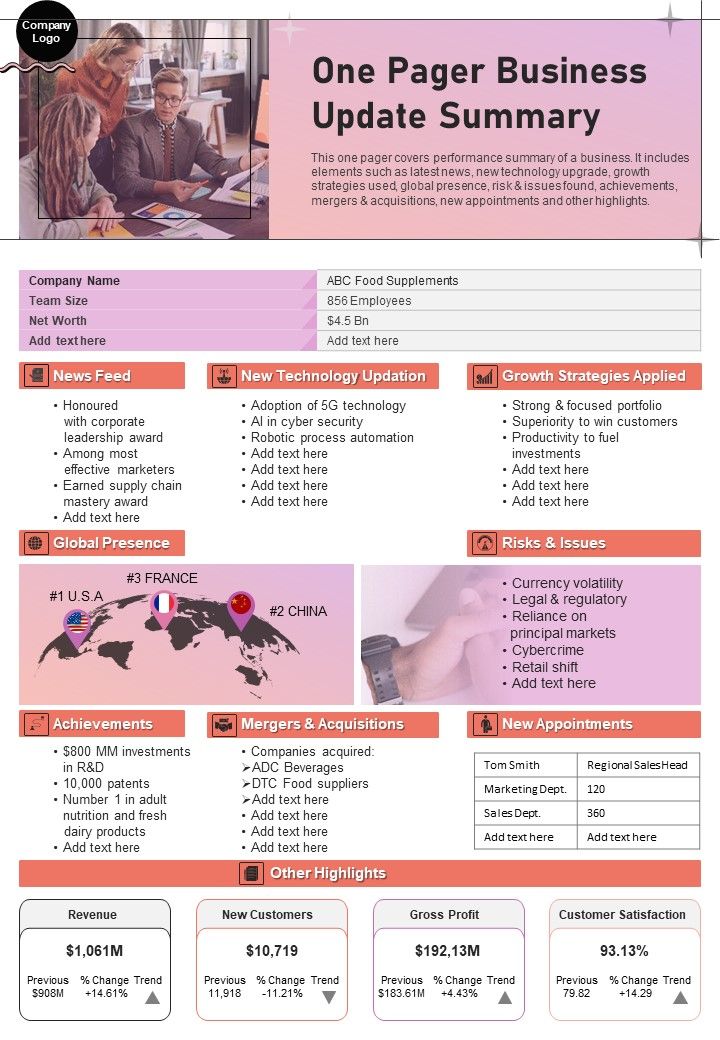 Company
Logo
One Pager Business
Update Summary
This one pager covers performance summary of a business. It includes
elements such as latest news, new technology upgrade, growth
strategies used, global presence, risk & issues found, achievements,
mergers & acquisitions, new appointments and other highlights.
Company Name ABC Food Supplements
Team Size 856 Employees
Net Worth $4.5 Bn
Add text here Add text here
News Feed
• Honoured
with corporate
leadership award
• Among most
effective marketers
• Earned supply chain
mastery award
• Add text here
New Technology Updation
• Adoption of 5G technology
• AI in cyber security
• Robotic process automation
• Add text here
• Add text here
• Add text here
• Add text here
Growth Strategies Applied
• Strong & focused portfolio
• Superiority to win customers
• Productivity to fuel
investments
• Add text here
• Add text here
• Add text here
Global Presence
#3 FRANCE
#1 U.S.A
#2 CHINA
Risks & Issues
• Currency volatility
• Legal & regulatory
• Reliance on
principal markets
• Cybercrime
• Retail shift
• Add text here
Achievements
• $800 MM investments
in R&D
• 10,000 patents
• Number 1 in adult
nutrition and fresh
dairy products
• Add text here
Mergers & Acquisitions
• Companies acquired:
➢ADC Beverages
➢DTC Food suppliers
➢Add text here
• Add text here
• Add text here
• Add text here
New Appointments
Tom Smith Regional Sales Head
Marketing Dept. 120
Sales Dept. 360
Add text here Add text here
Other Highlights
Revenue
$1,061M
Previous % Change Trend
$908M +14.61%
New Customers
$10,719
Previous % Change Trend
11,918 -11.21%
Gross Profit
$192,13M
Previous % Change Trend
$183.61M +4.43%
Customer Satisfaction
93.13%
Previous % Change Trend
79.82 +14.29